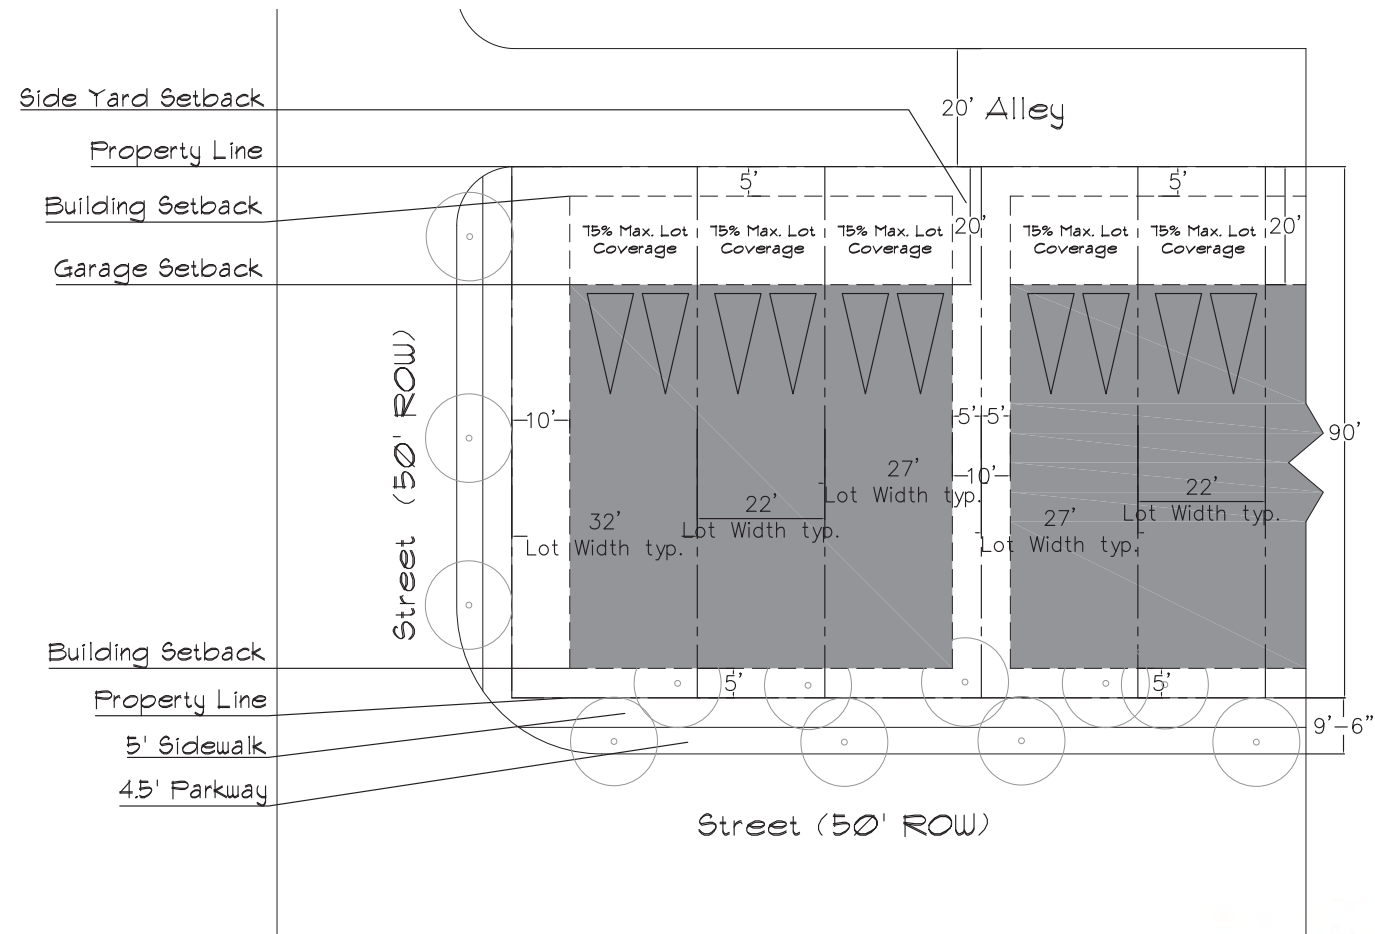 Side Yard Setback
20' Alley
Property Line
5'
5'
Building Setback
75% Max. Lot
Coverage
75% Max. Lot
Coverage
75% Max. Lot
Coverage
20'
75% Max. Lot
Coverage
75% Max. Lot
Coverage
20'
Garage Setback
Street (50' ROW)
10'
5'
5'
90'
10'
27'
Lot Width typ.
22'
Lot Width typ.
32'
Lot Width typ.
27'
Lot Width typ.
22'
Lot Width typ.
Building Setback
5'
5'
Property Line
9'-6"
5' Sidewalk
4.5' Parkway
Street (50' ROW)